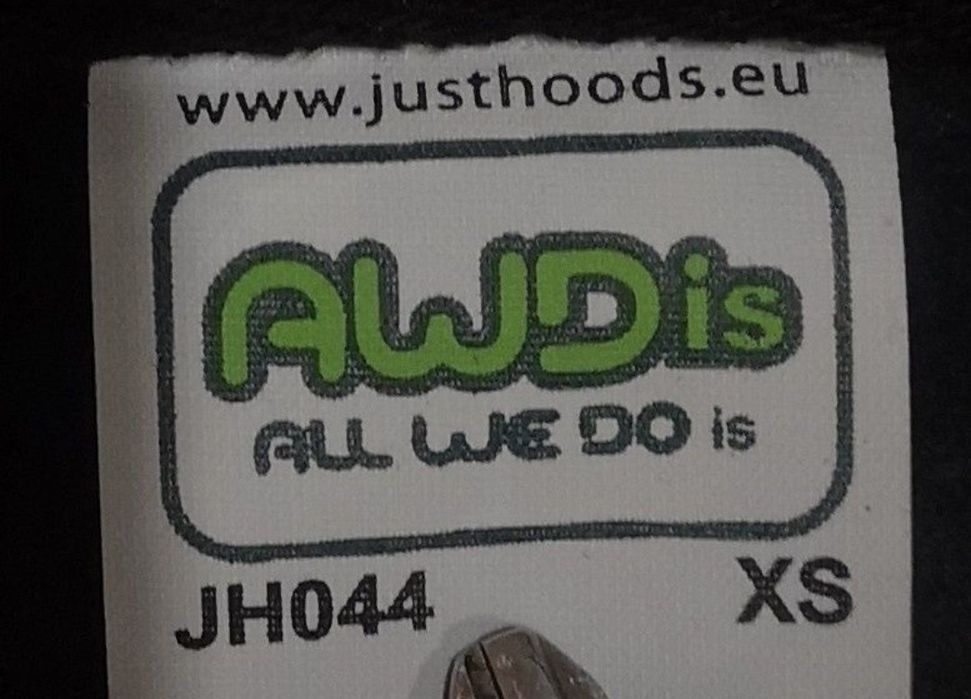 www.justhoods.eu
AWDis
ALL WE DO is
JH044 XS